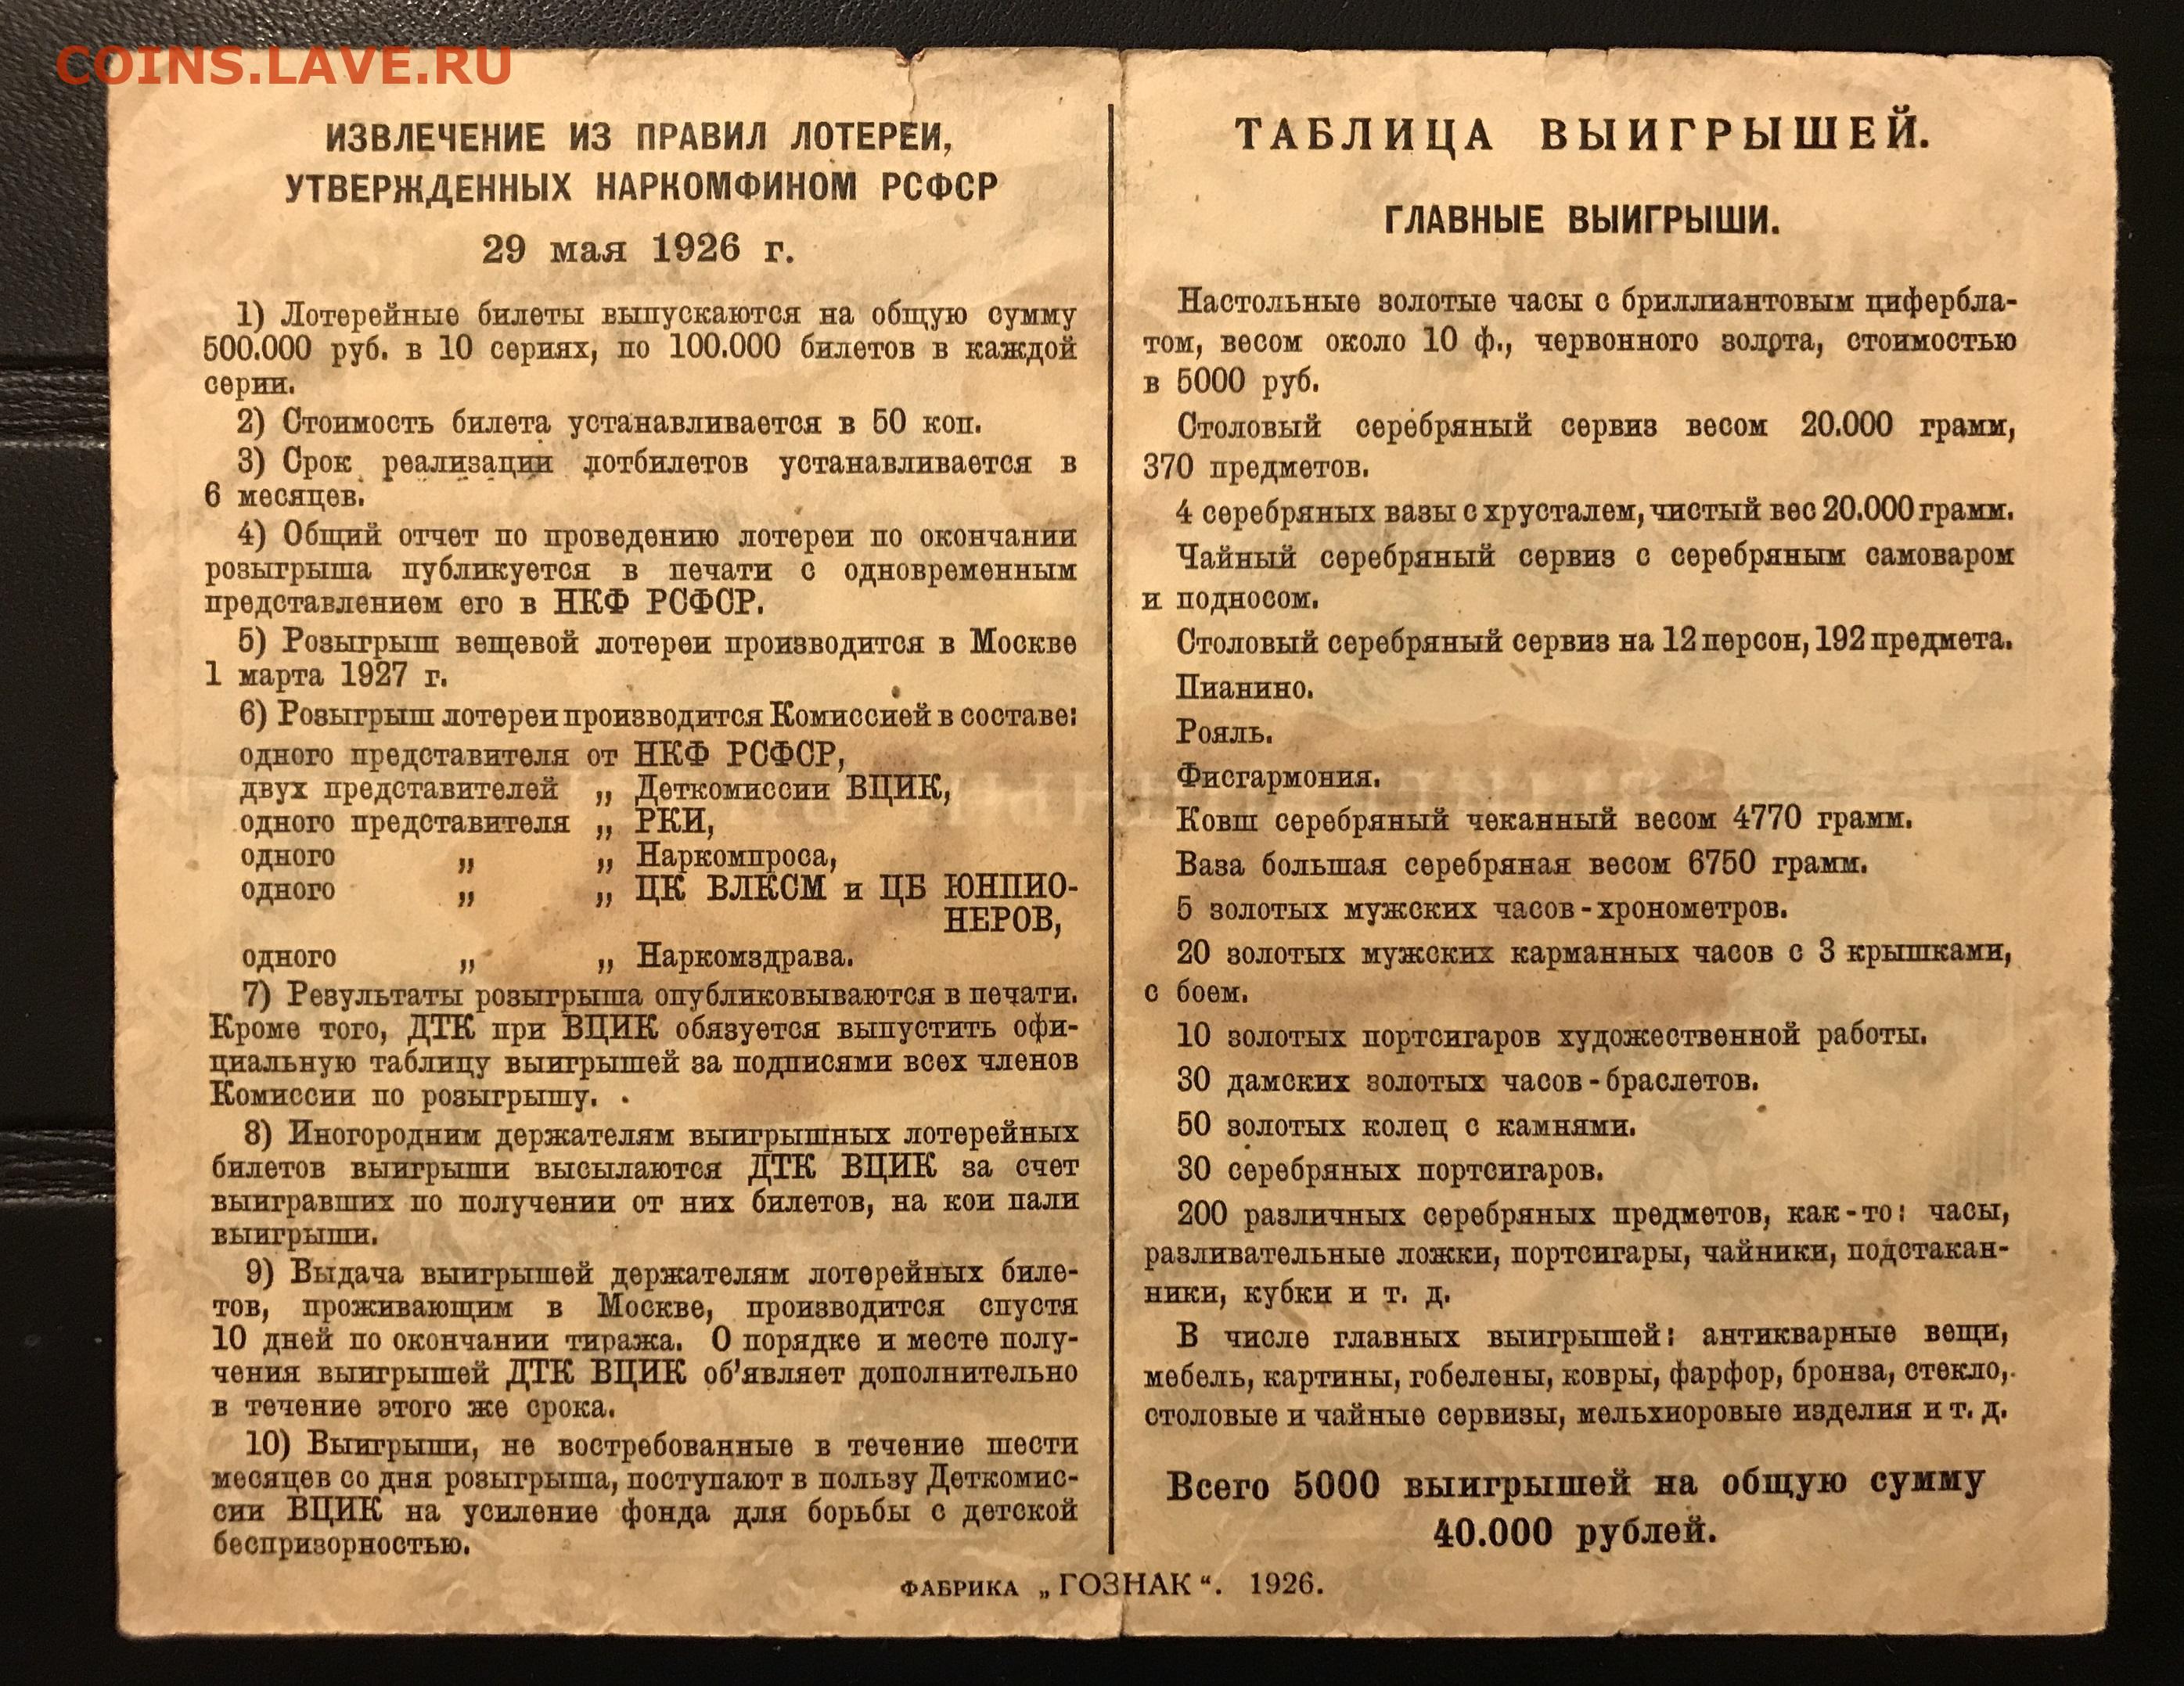 COINS.LAVE.RU
ИЗВЛЕЧЕНИЕ ИЗ ПРАВИЛ ЛОТЕРЕИ,
УТВЕРЖДЕННЫХ НАРКОМФИНОМ РСФСР
29 мая 1926 г.
1) Лотерейные билеты выпускаются на общую сумму
500.000 руб. в 10 сериях, по 100.000 билетов в каждой
серии.
2) Стоимость билета устанавливается в 50 коп.
3) Срок реализации лотбилетов устанавливается в
6 месяцев.
4) Общий отчет по проведению лотереи по окончании
розыгрыша публикуется в печати с одновременным
представлением его в НКФ РСФСР.
5) Розыгрыш вещевой лотереи производится в Москве
1 марта 1927 г.
6) Розыгрыш лотереи производится Комиссией в составе:
одного представителя от НКФ РСФСР,
двух представителей „ Деткомиссии ВЦИК,
одного представителя „ РКИ,
одного „ „ Наркомпроса,
одного „ „ ЦК ВЛКСМ и ЦБ ЮНПИО-
НЕРОВ,
одного „ „ Наркомздрава.
7) Результаты розыгрыша опубликовываются в печати.
Кроме того, ДТК при ВЦИК обязуется выпустить офи-
циальную таблицу выигрышей за подписями всех членов
Комиссии по розыгрышу.
8) Иногородним держателям выигрышных лотерейных
билетов выигрыши высылаются ДТК ВЦИК за счет
выигравших по получении от них билетов, на кои пали
выигрыши.
9) Выдача выигрышей держателям лотерейных биле-
тов, проживающим в Москве, производится спустя
10 дней по окончании тиража. О порядке и месте полу-
чения выигрышей ДТК ВЦИК об'являет дополнительно
в течение этого же срока.
10) Выигрыши, не востребованные в течение шести
месяцев со дня розыгрыша, поступают в пользу Деткомис-
сии ВЦИК на усиление фонда для борьбы с детской
беспризорностью.
ТАБЛИЦА ВЫИГРЫШЕЙ.
ГЛАВНЫЕ ВЫИГРЫШИ.
Настольные золотые часы с бриллиантовым цифербла-
том, весом около 10 ф., червонного золота, стоимостью
в 5000 руб.
Столовый серебряный сервиз весом 20.000 грамм,
370 предметов.
4 серебряных вазы с хрусталем, чистый вес 20.000 грамм.
Чайный серебряный сервиз с серебряным самоваром
и подносом.
Столовый серебряный сервиз на 12 персон, 192 предмета.
Пианино.
Рояль.
Фисгармония.
Ковш серебряный чеканный весом 4770 грамм.
Ваза большая серебряная весом 6750 грамм.
5 золотых мужских часов-хронометров.
20 золотых мужских карманных часов с 3 крышками,
с боем.
10 золотых портсигаров художественной работы.
30 дамских золотых часов-браслетов.
50 золотых колец с камнями.
30 серебряных портсигаров.
200 различных серебряных предметов, как-то: часы,
разливательные ложки, портсигары, чайники, подстакан-
ники, кубки и т. д.
В числе главных выигрышей: антикварные вещи,
мебель, картины, гобелены, ковры, фарфор, бронза, стекло,
столовые и чайные сервизы, мельхиоровые изделия и т. д.
Всего 5000 выигрышей на общую сумму
40.000 рублей.
ФАБРИКА „ГОЗНАК“. 1926.